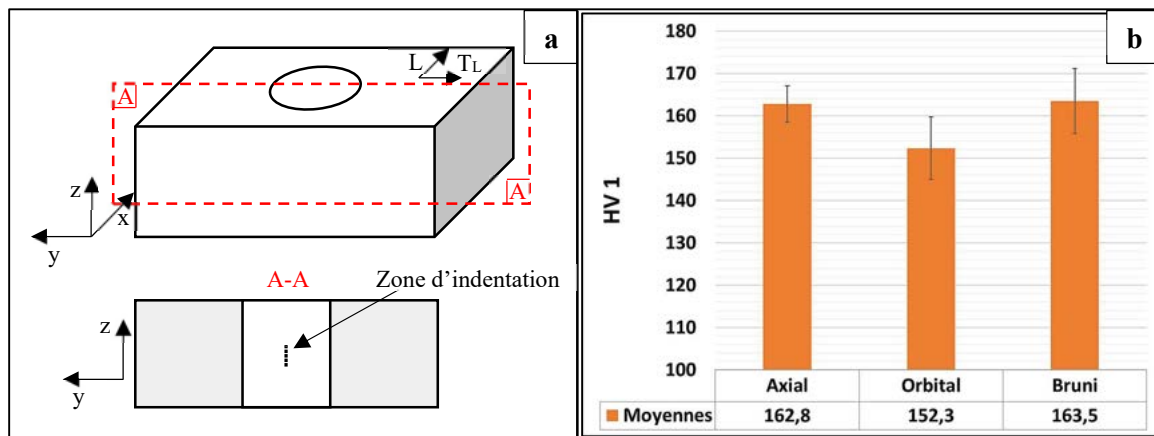 a
L
T_L
A
A
z
x
y
A-A
Zone d'indentation
z
y
b
HV 1
180
170
160
150
140
130
120
110
100
Axial Orbital Bruni
Moyennes 162,8 152,3 163,5